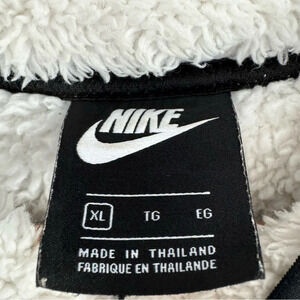 NIKE
XL TG EG
MADE IN THAILAND
FABRIQUE EN THAILANDE